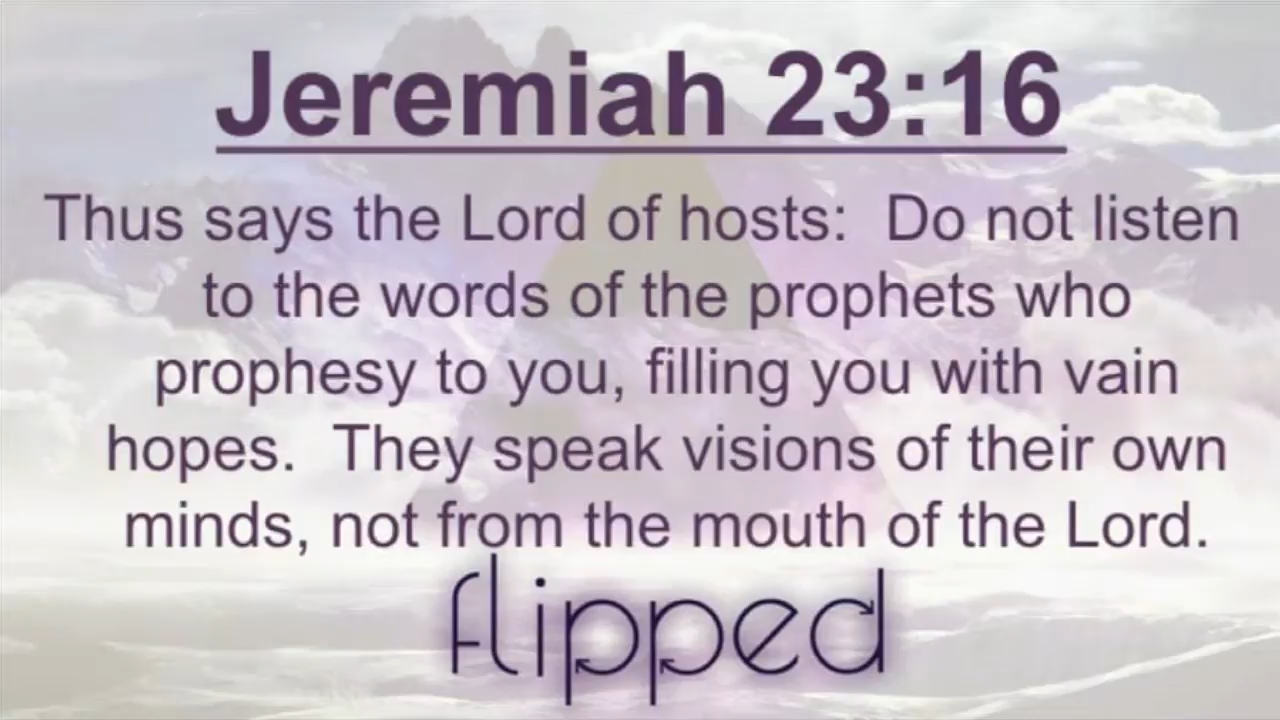 Jeremiah 23:16
Thus says the Lord of hosts:  Do not listen
to the words of the prophets who
prophesy to you, filling you with vain
hopes.  They speak visions of their own
minds, not from the mouth of the Lord.
flipped